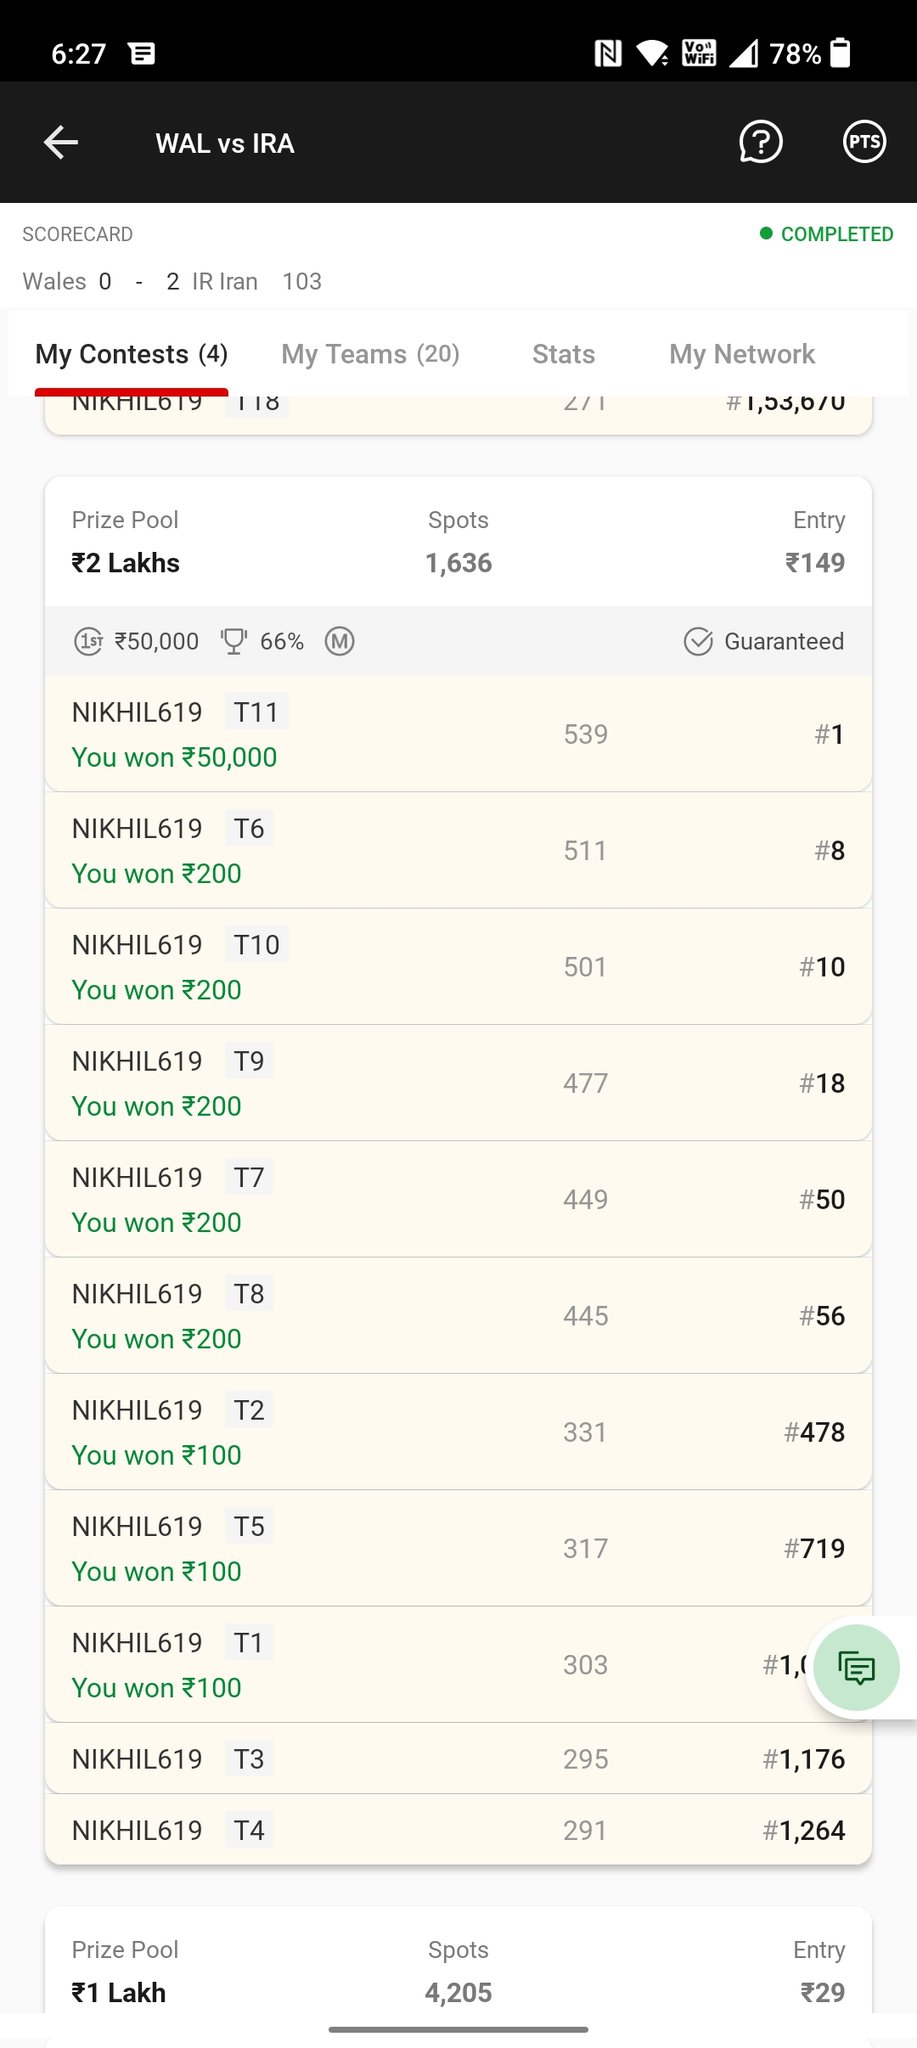 6:27 Vo)) WiFi 78%
WAL vs IRA ? PTS
SCORECARD COMPLETED
Wales 0 - 2 IR Iran 103
My Contests (4) My Teams (20) Stats My Network
NIKHIL619 T18 271 #1,53,670
Prize Pool Spots Entry
₹2 Lakhs 1,636 ₹149
1ST ₹50,000 66% M Guaranteed
NIKHIL619 T11 539 #1
You won ₹50,000
NIKHIL619 T6 511 #8
You won ₹200
NIKHIL619 T10 501 #10
You won ₹200
NIKHIL619 T9 477 #18
You won ₹200
NIKHIL619 T7 449 #50
You won ₹200
NIKHIL619 T8 445 #56
You won ₹200
NIKHIL619 T2 331 #478
You won ₹100
NIKHIL619 T5 317 #719
You won ₹100
NIKHIL619 T1 303
You won ₹100
NIKHIL619 T3 295 #1,176
NIKHIL619 T4 291 #1,264
Prize Pool Spots Entry
₹1 Lakh 4,205 ₹29